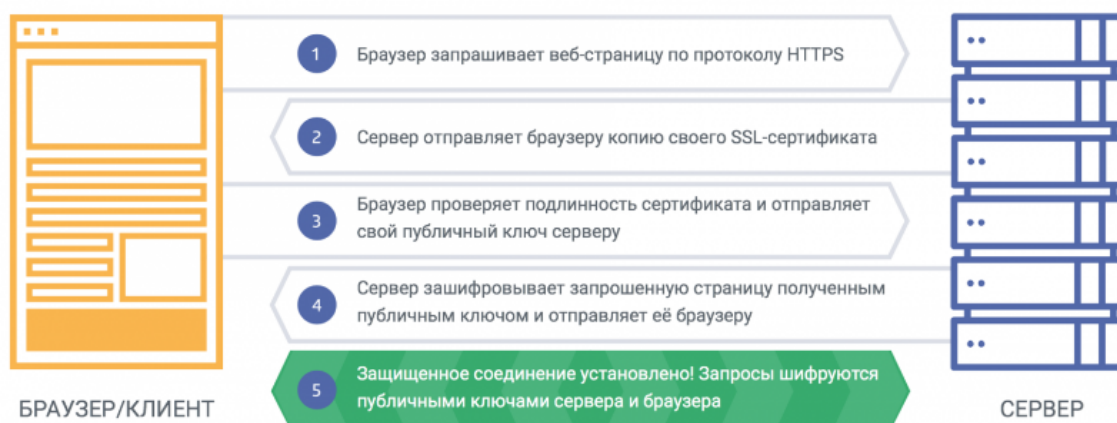 1
Браузер запрашивает веб-страницу по протоколу HTTPS
2
Сервер отправляет браузеру копию своего SSL-сертификата
3
Браузер проверяет подлинность сертификата и отправляет
свой публичный ключ серверу
4
Сервер зашифровывает запрошенную страницу полученным
публичным ключом и отправляет её браузеру
5
Защищенное соединение установлено! Запросы шифруются
публичными ключами сервера и браузера
БРАУЗЕР/КЛИЕНТ
СЕРВЕР